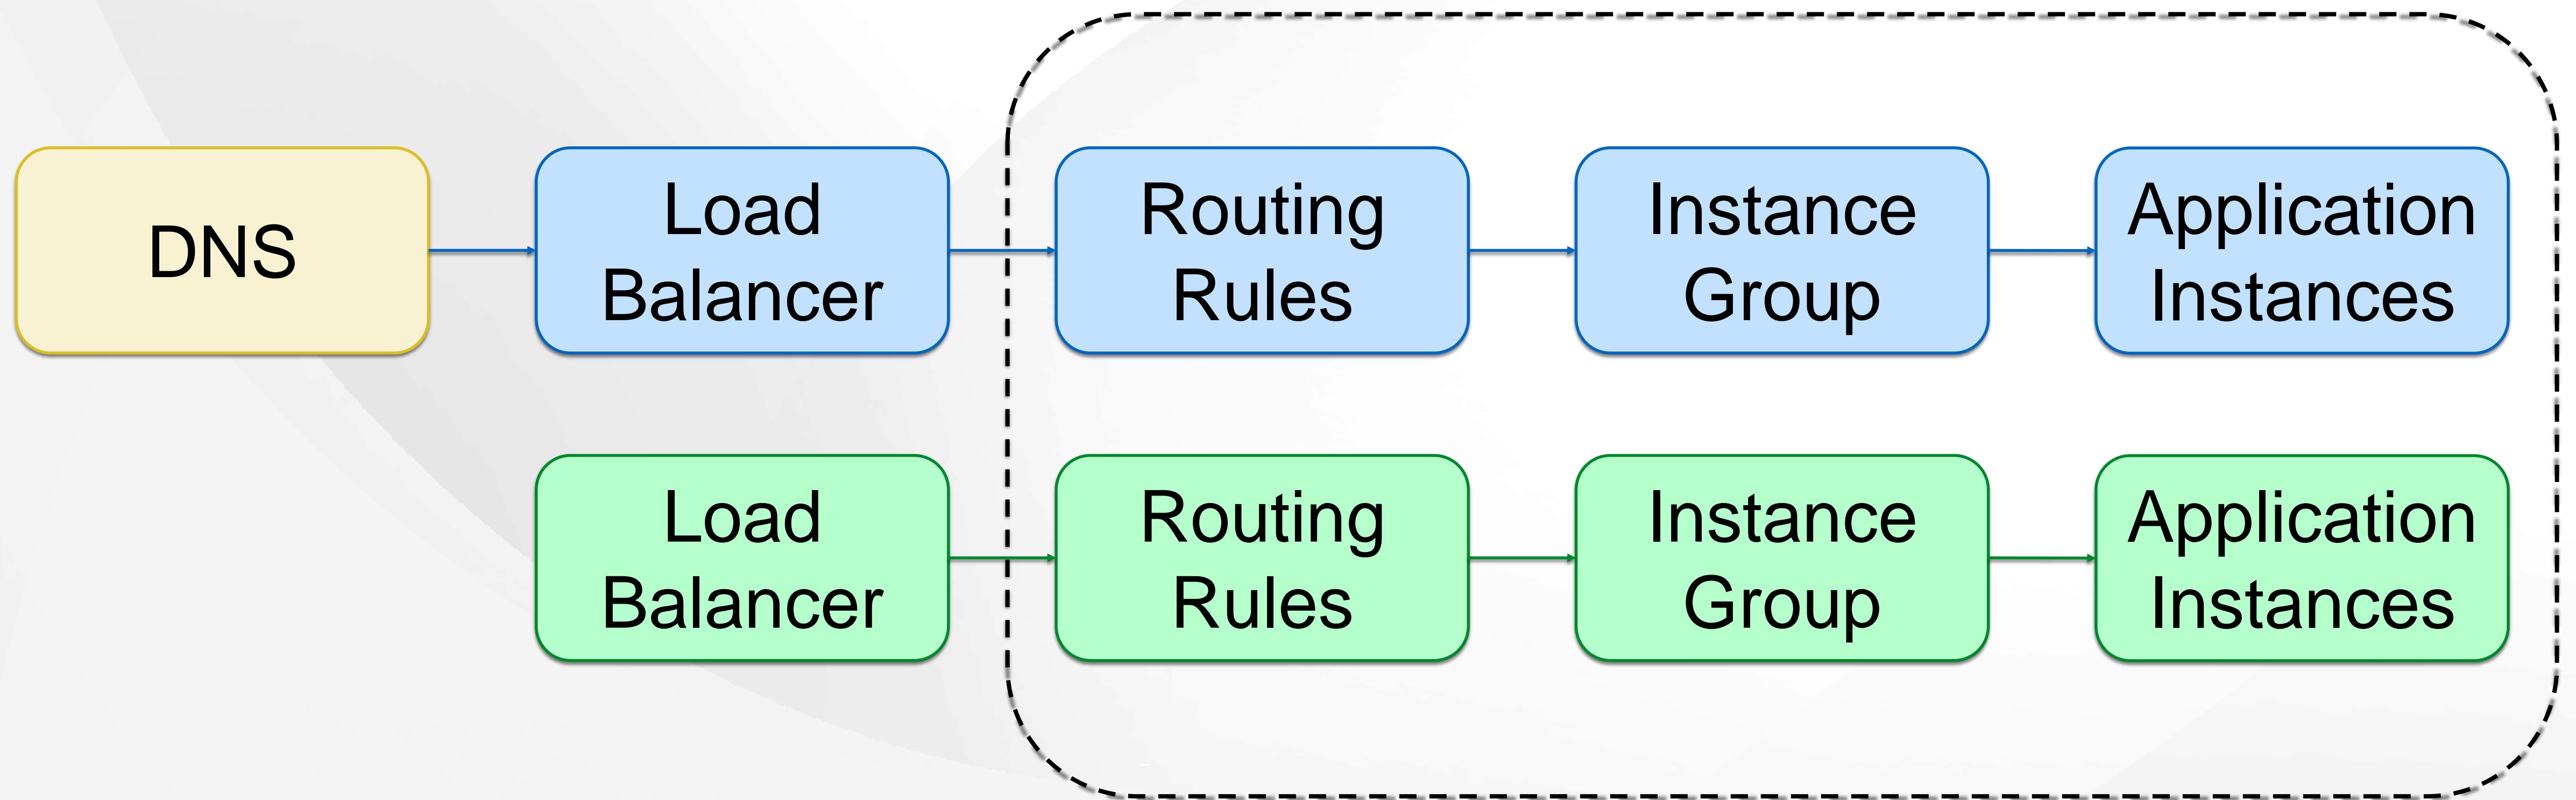 DNS
Load
Balancer
Routing
Rules
Instance
Group
Application
Instances
Load
Balancer
Routing
Rules
Instance
Group
Application
Instances